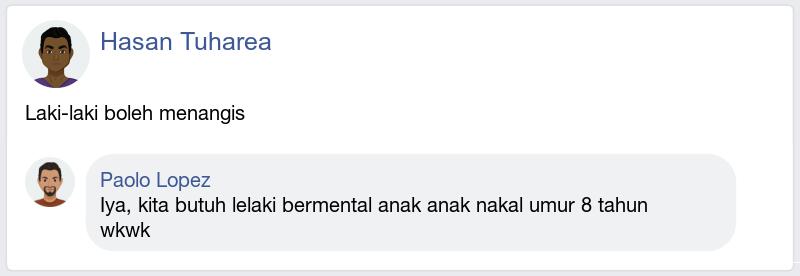 Hasan Tuharea
Laki-laki boleh menangis
Paolo Lopez
Iya, kita butuh lelaki bermental anak anak nakal umur 8 tahun
wkwk